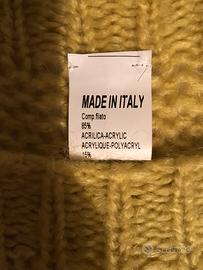 MADE IN ITALY
Comp.filato
85%
ACRILICA-ACRYLIC
ACRYLIQUE-POLYACRYL
15%